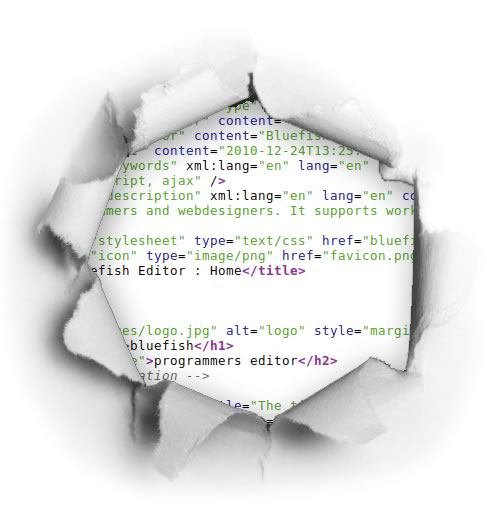 ype"
" content=
or" content="Bluefis
content="2010-12-24T13:25:
ywords" xml:lang="en" lang="en"
ript, ajax" />
description" xml:lang="en" lang="en" co
mers and webdesigners. It supports work
"stylesheet" type="text/css" href="bluefi
"icon" type="image/png" href="favicon.png
efish Editor : Home</title>
es/logo.jpg" alt="logo" style="margi
>bluefish</h1>
e">programmers editor</h2>
ation -->
le="The t
=